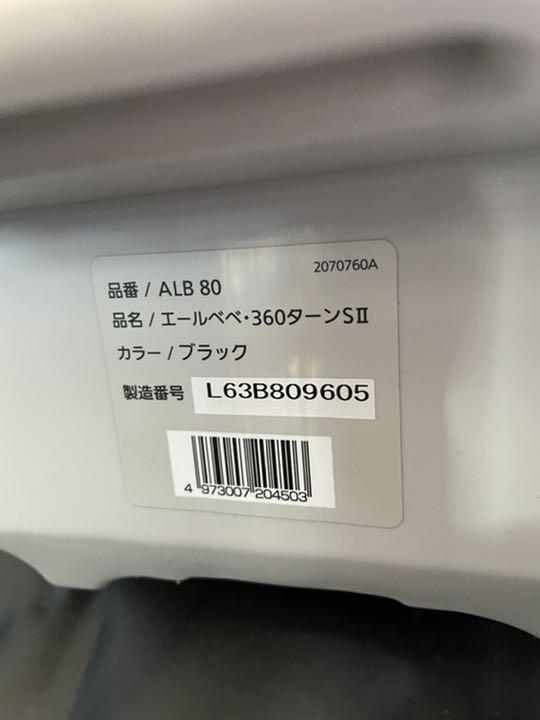 2070760A
品番 / ALB 80
品名 / エールベベ・360ターンSⅡ
カラー / ブラック
製造番号 L63B809605
4 973007 204503